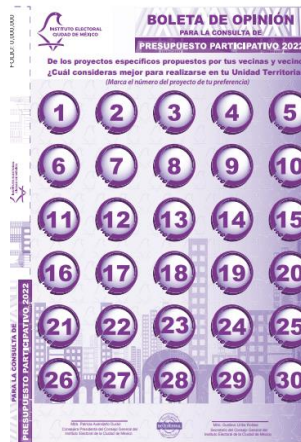 INSTITUTO ELECTORAL
CIUDAD DE MÉXICO
BOLETA DE OPINIÓN
PARA LA CONSULTA DE
PRESUPUESTO PARTICIPATIVO 2022
De los proyectos específicos propuestos por tus vecinas y vecin
¿Cuál consideras mejor para realizarse en tu Unidad Territoria
(Marca el número del proyecto de tu preferencia)
1 2 3 4 5
6 7 8 9 10
11 12 13 14 15
16 17 18 19 20
21 22 23 24 25
26 27 28 29 30
PARA LA CONSULTA DE
PRESUPUESTO PARTICIPATIVO 2022